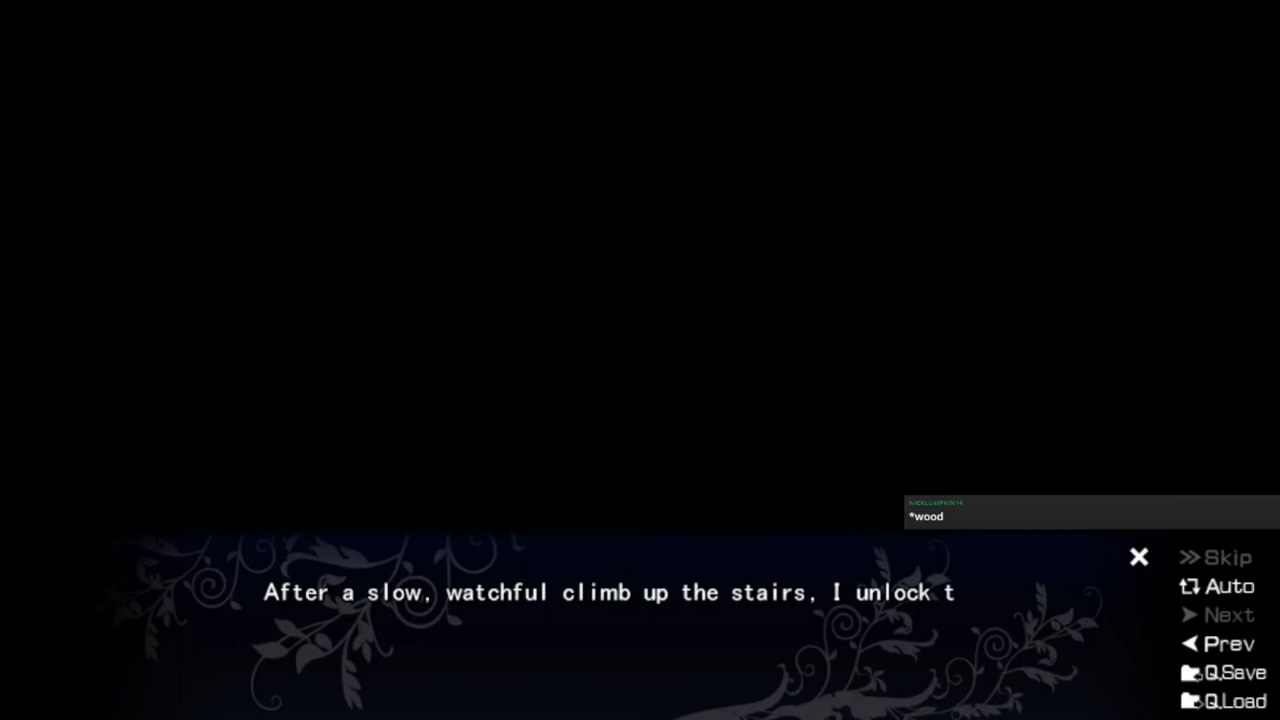 *wood
After a slow, watchful climb up the stairs, I unlock t
Skip
Auto
Next
Prev
Q.Save
Q.Load